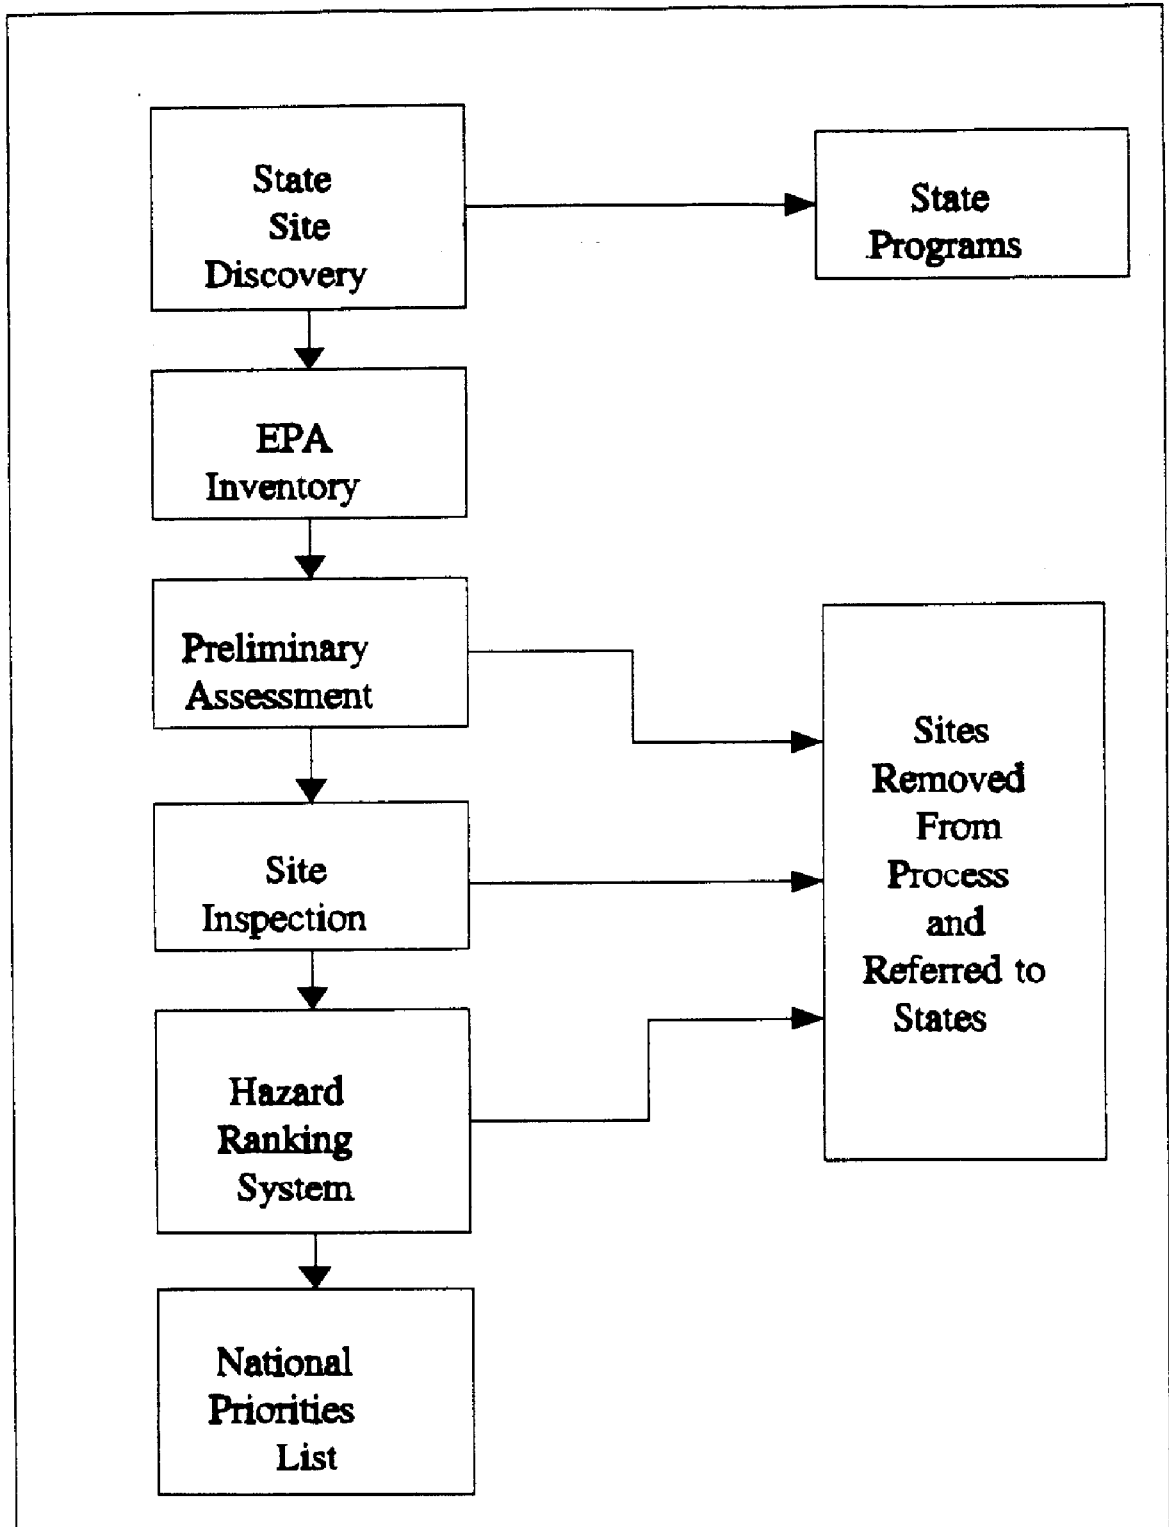 State
Site
Discovery
State
Programs
EPA
Inventory
Preliminary
Assessment
Site
Inspection
Hazard
Ranking
System
National
Priorities
List
Sites
Removed
From
Process
and
Referred to
States